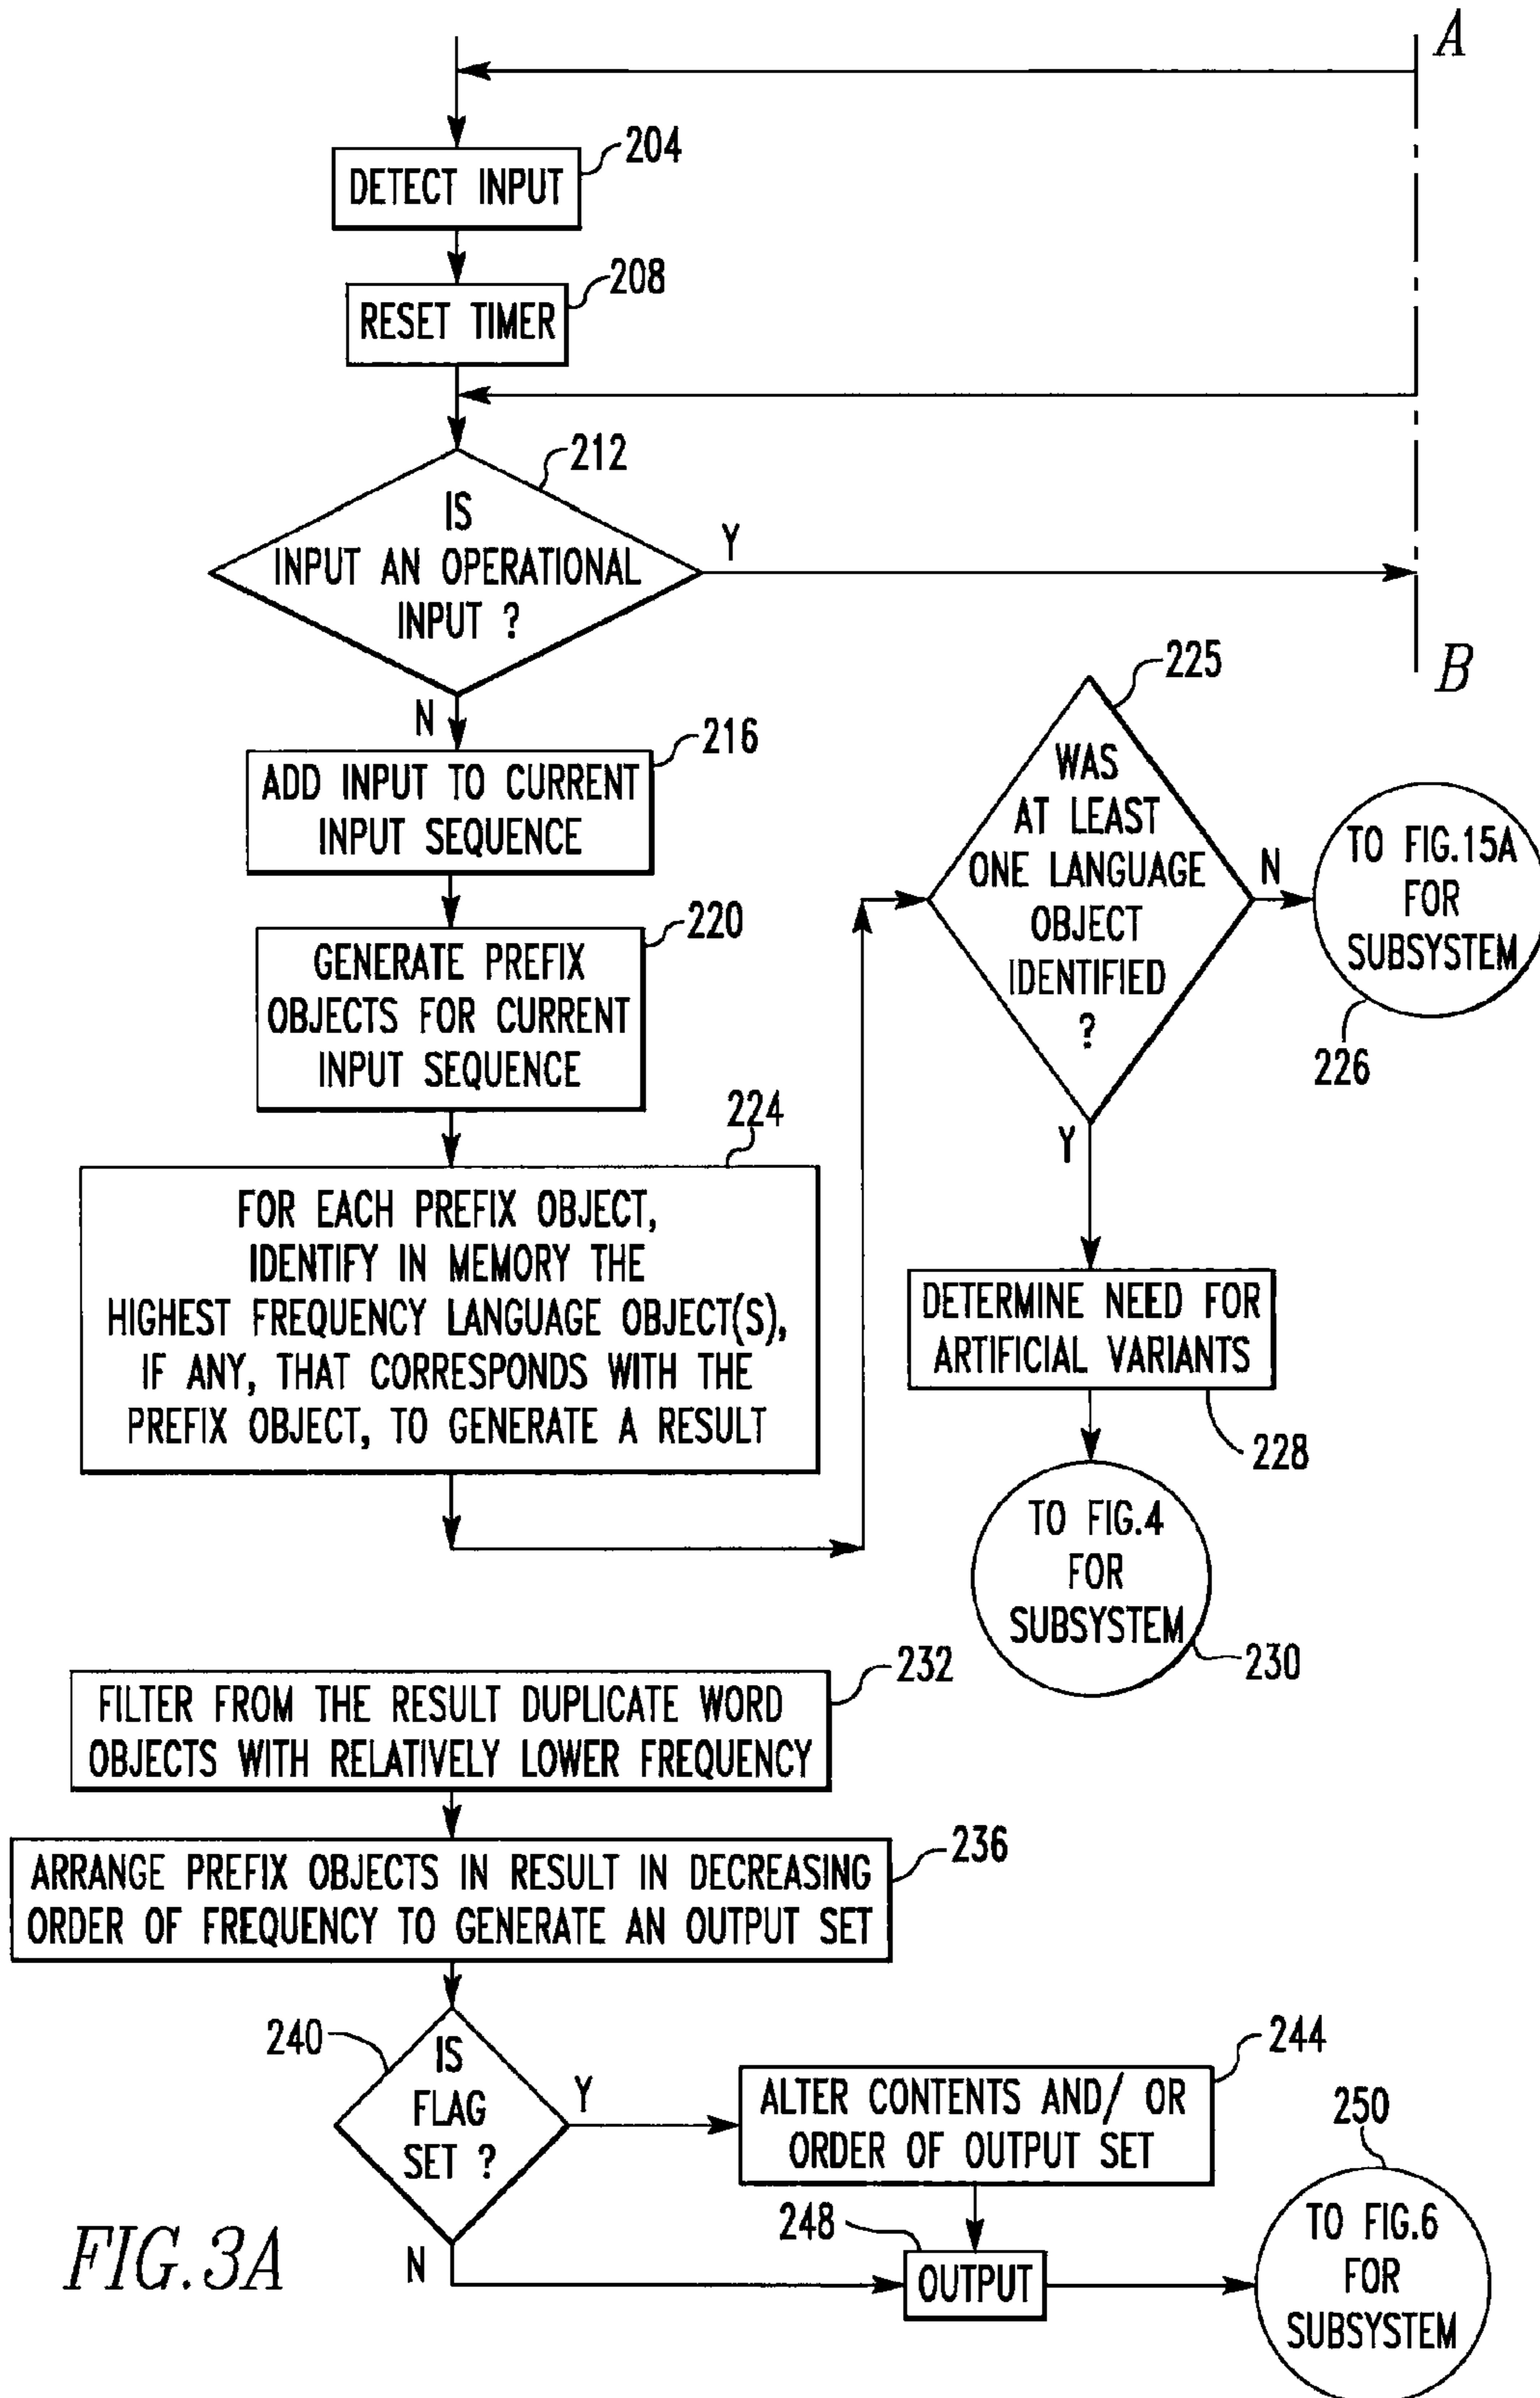 A
204
DETECT INPUT
208
RESET TIMER
212
IS
INPUT AN OPERATIONAL
INPUT ?
Y
N
B
216
ADD INPUT TO CURRENT
INPUT SEQUENCE
220
GENERATE PREFIX
OBJECTS FOR CURRENT
INPUT SEQUENCE
224
FOR EACH PREFIX OBJECT,
IDENTIFY IN MEMORY THE
HIGHEST FREQUENCY LANGUAGE OBJECT(S),
IF ANY, THAT CORRESPONDS WITH THE
PREFIX OBJECT, TO GENERATE A RESULT
225
WAS
AT LEAST
ONE LANGUAGE
OBJECT
IDENTIFIED
?
N
TO FIG.15A
FOR
SUBSYSTEM
226
Y
DETERMINE NEED FOR
ARTIFICIAL VARIANTS
228
TO FIG.4
FOR
SUBSYSTEM
230
232
FILTER FROM THE RESULT DUPLICATE WORD
OBJECTS WITH RELATIVELY LOWER FREQUENCY
236
ARRANGE PREFIX OBJECTS IN RESULT IN DECREASING
ORDER OF FREQUENCY TO GENERATE AN OUTPUT SET
240
IS
FLAG
SET ?
Y
N
244
ALTER CONTENTS AND/ OR
ORDER OF OUTPUT SET
248
OUTPUT
250
TO FIG.6
FOR
SUBSYSTEM
FIG.3A